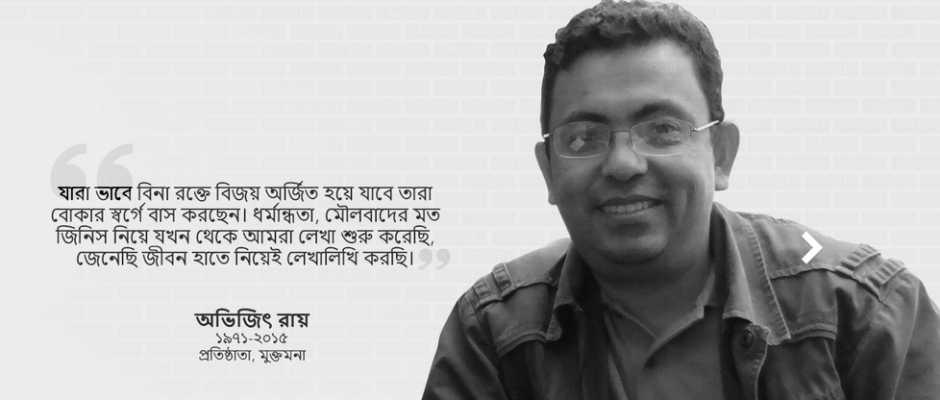 যারা ভাবে বিনা রক্তে বিজয় অর্জিত হয়ে যাবে তারা
বোকার স্বর্গে বাস করছেন। ধর্মান্ধতা, মৌলবাদের মত
জিনিস নিয়ে যখন থেকে আমরা লেখা শুরু করেছি,
জেনেছি জীবন হাতে নিয়েই লেখালিখি করছি।
অভিজিৎ রায়
১৯৭১-২০১৫
প্রতিষ্ঠাতা, মুক্তমনা